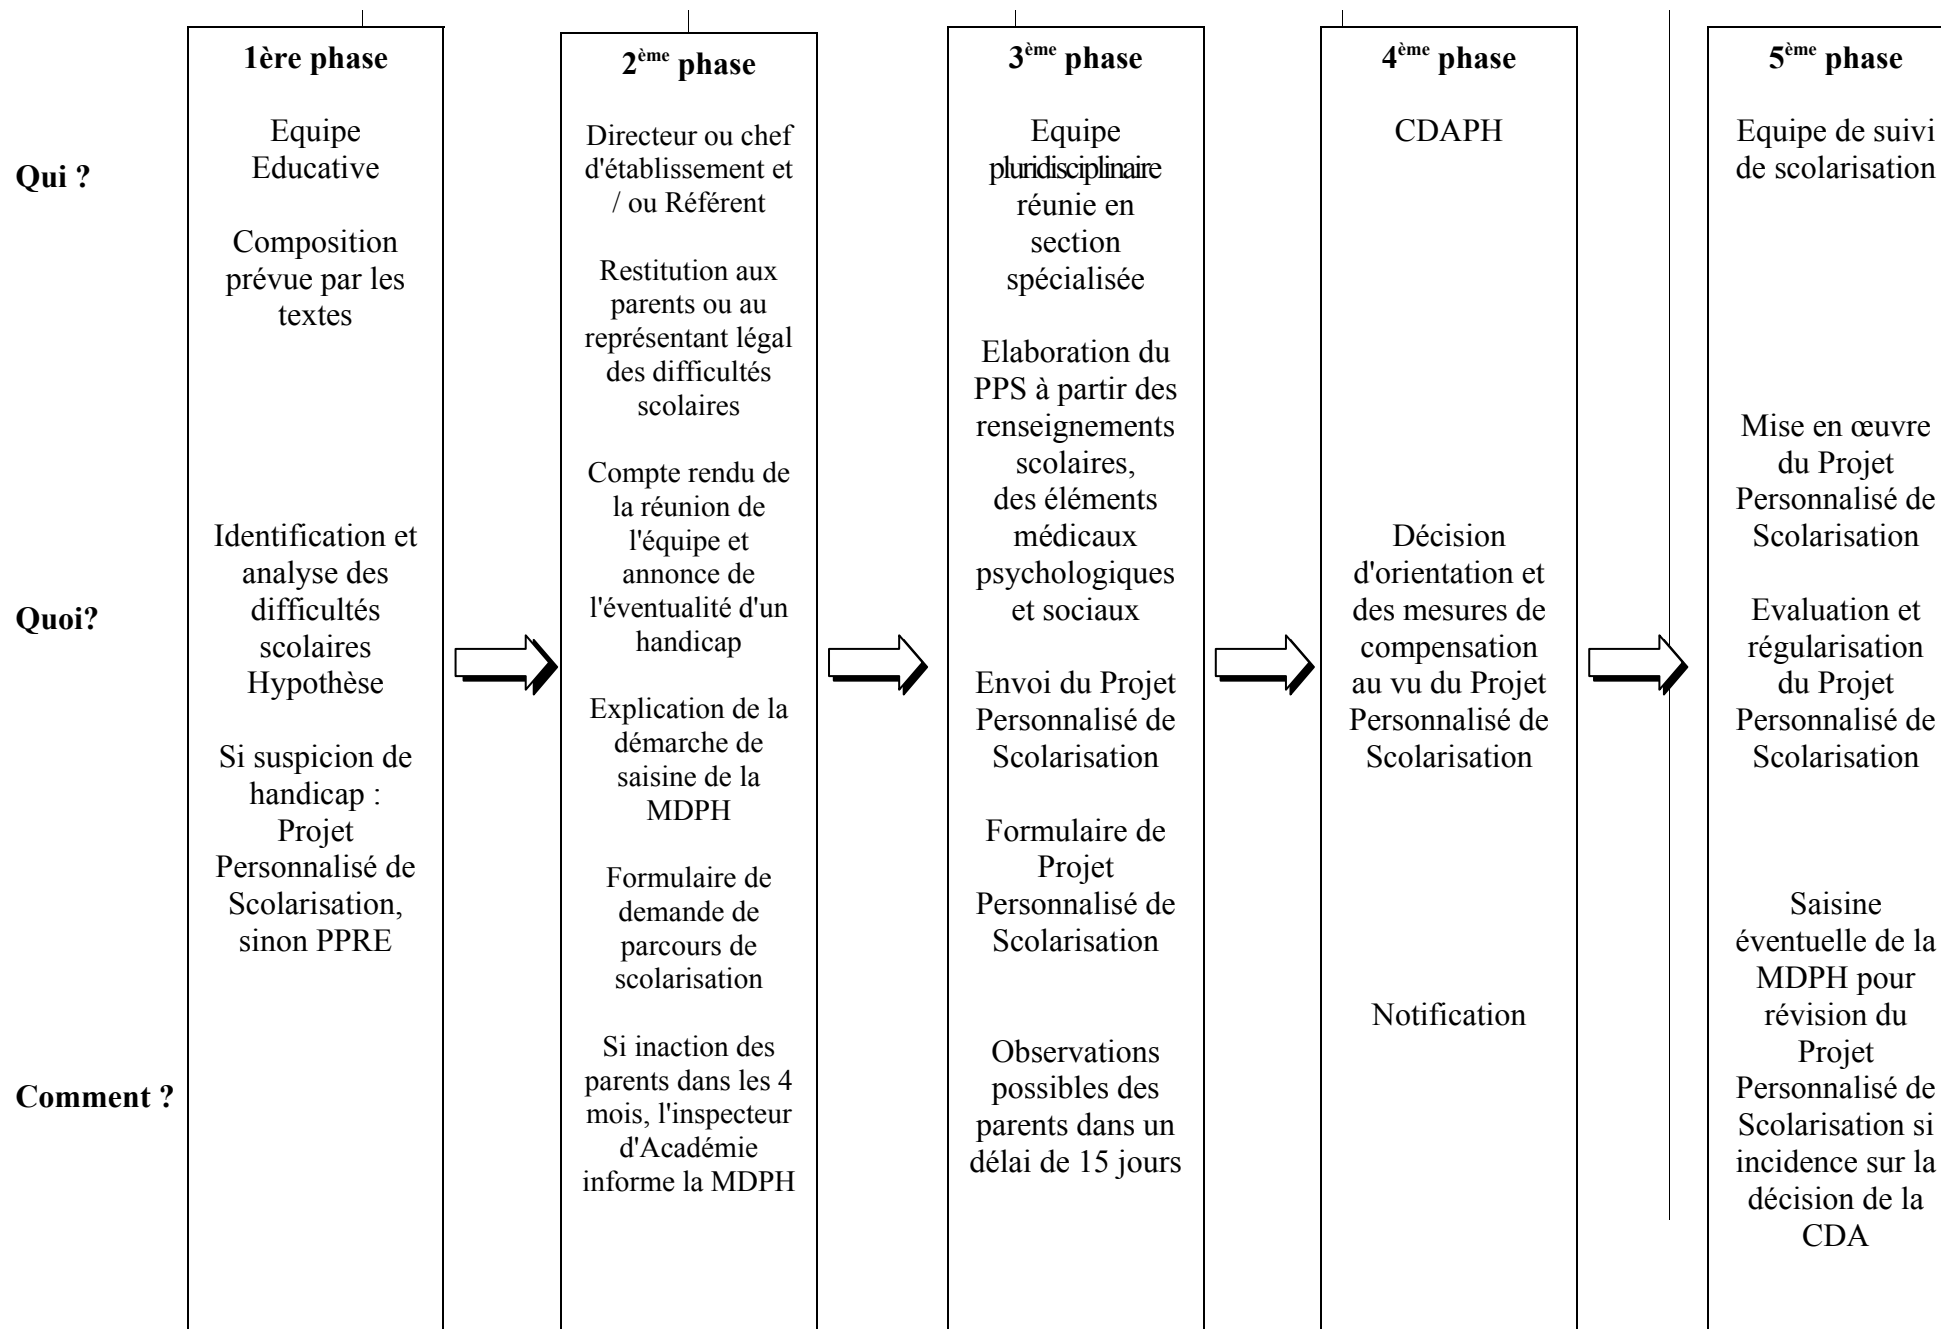 Qui ?
Quoi?
Comment ?
1ère phase
Equipe
Educative
Composition
prévue par les
textes
Identification et
analyse des
difficultés
scolaires
Hypothèse
Si suspicion de
handicap :
Projet
Personnalisé de
Scolarisation,
sinon PPRE
2ème phase
Directeur ou chef
d'établissement et
/ ou Référent
Restitution aux
parents ou au
représentant légal
des difficultés
scolaires
Compte rendu de
la réunion de
l'équipe et
annonce de
l'éventualité d'un
handicap
Explication de la
démarche de
saisine de la
MDPH
Formulaire de
demande de
parcours de
scolarisation
Si inaction des
parents dans les 4
mois, l'inspecteur
d'Académie
informe la MDPH
3ème phase
Equipe
pluridisciplinaire
réunie en
section
spécialisée
Elaboration du
PPS à partir des
renseignements
scolaires,
des éléments
médicaux
psychologiques
et sociaux
Envoi du Projet
Personnalisé de
Scolarisation
Formulaire de
Projet
Personnalisé de
Scolarisation
Observations
possibles des
parents dans un
délai de 15 jours
4ème phase
CDAPH
Décision
d'orientation et
des mesures de
compensation
au vu du Projet
Personnalisé de
Scolarisation
Notification
5ème phase
Equipe de suivi
de scolarisation
Mise en œuvre
du Projet
Personnalisé de
Scolarisation
Evaluation et
régularisation
du Projet
Personnalisé de
Scolarisation
Saisine
éventuelle de la
MDPH pour
révision du
Projet
Personnalisé de
Scolarisation si
incidence sur la
décision de la
CDA